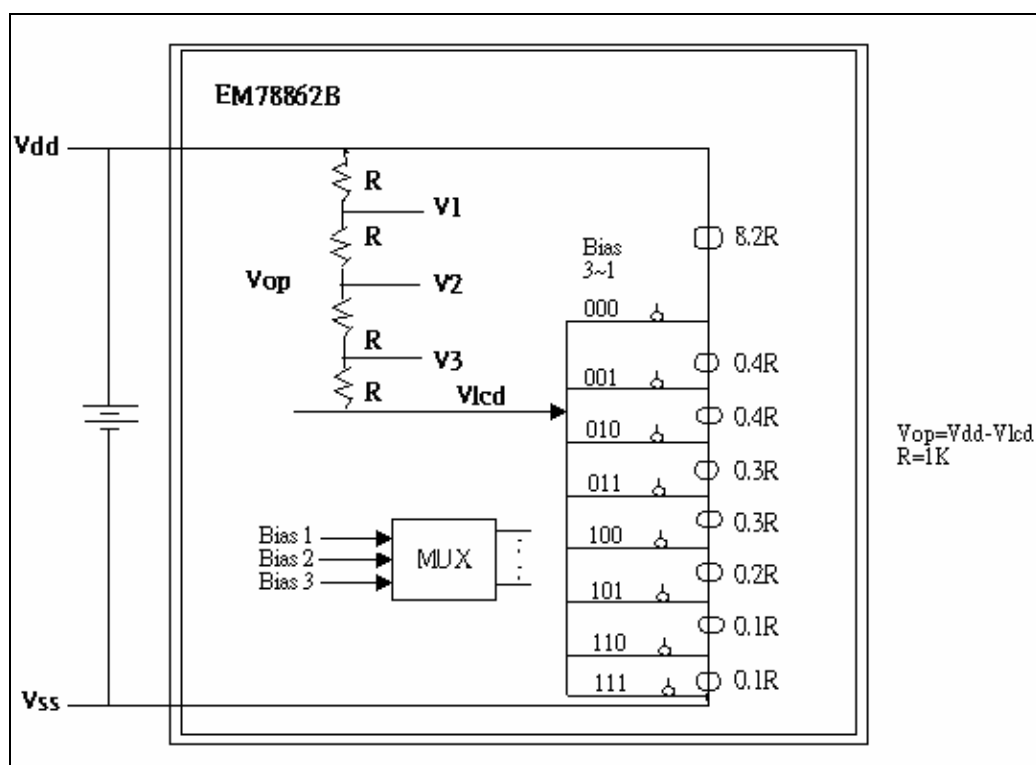 EM78862B
Vdd
R
V1
R
8.2R
Bias
3~1
Vop
V2
000
R
V3
0.4R
001
R
Vlcd
0.4R
010
Vop=Vdd-Vlcd
R=1K
0.3R
011
0.3R
100
Bias 1
Bias 2
Bias 3
MUX
0.2R
101
0.1R
110
0.1R
111
Vss